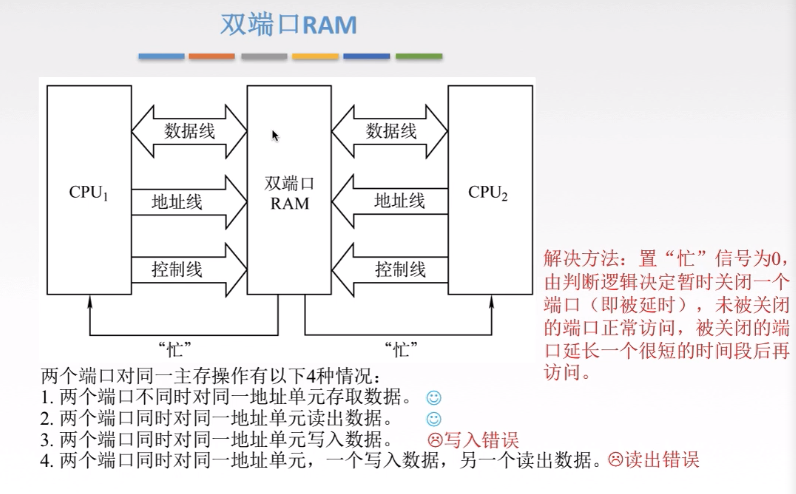 双端口RAM
数据线
数据线
CPU₁
双端口
RAM
CPU₂
地址线
地址线
控制线
控制线
“忙”
“忙”
解决方法：置“忙”信号为0，
由判断逻辑决定暂时关闭一个
端口（即被延时），未被关闭
的端口正常访问，被关闭的端
口延长一个很短的时间段后再
访问。
两个端口对同一主存操作有以下4种情况：
1. 两个端口不同时对同一地址单元存取数据。
2. 两个端口同时对同一地址单元读出数据。
3. 两个端口同时对同一地址单元写入数据。 写入错误
4. 两个端口同时对同一地址单元，一个写入数据，另一个读出数据。读出错误